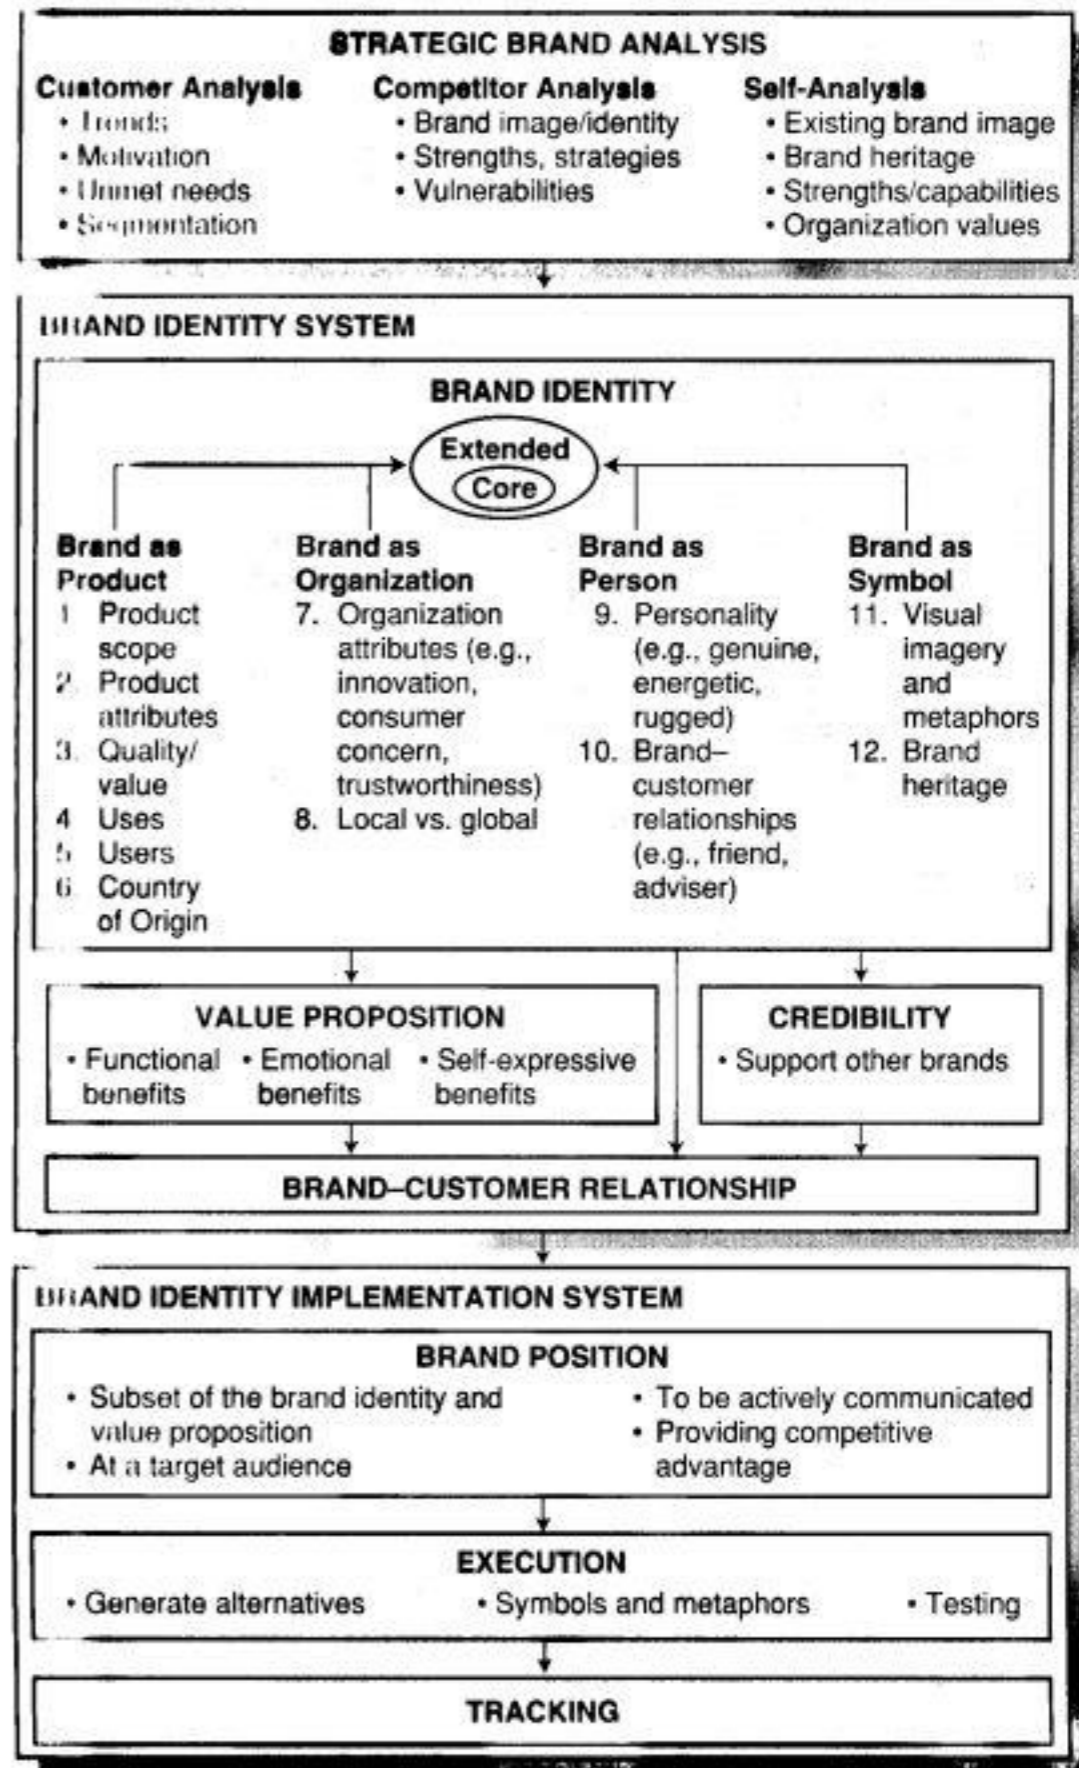 STRATEGIC BRAND ANALYSIS
Customer Analysis
• Trends
• Motivation
• Unmet needs
• Segmentation
Competitor Analysis
• Brand image/identity
• Strengths, strategies
• Vulnerabilities
Self-Analysis
• Existing brand image
• Brand heritage
• Strengths/capabilities
• Organization values
BRAND IDENTITY SYSTEM
BRAND IDENTITY
Extended
Core
Brand as
Product
1 Product
scope
2. Product
attributes
3. Quality/
value
4 Uses
5 Users
6 Country
of Origin
Brand as
Organization
7. Organization
attributes (e.g.,
innovation,
consumer
concern,
trustworthiness)
8. Local vs. global
Brand as
Person
9. Personality
(e.g., genuine,
energetic,
rugged)
10. Brand–
customer
relationships
(e.g., friend,
adviser)
Brand as
Symbol
11. Visual
imagery
and
metaphors
12. Brand
heritage
VALUE PROPOSITION
• Functional
benefits
• Emotional
benefits
• Self-expressive
benefits
CREDIBILITY
• Support other brands
BRAND–CUSTOMER RELATIONSHIP
BRAND IDENTITY IMPLEMENTATION SYSTEM
BRAND POSITION
• Subset of the brand identity and
value proposition
• At a target audience
• To be actively communicated
• Providing competitive
advantage
EXECUTION
• Generate alternatives
• Symbols and metaphors
• Testing
TRACKING